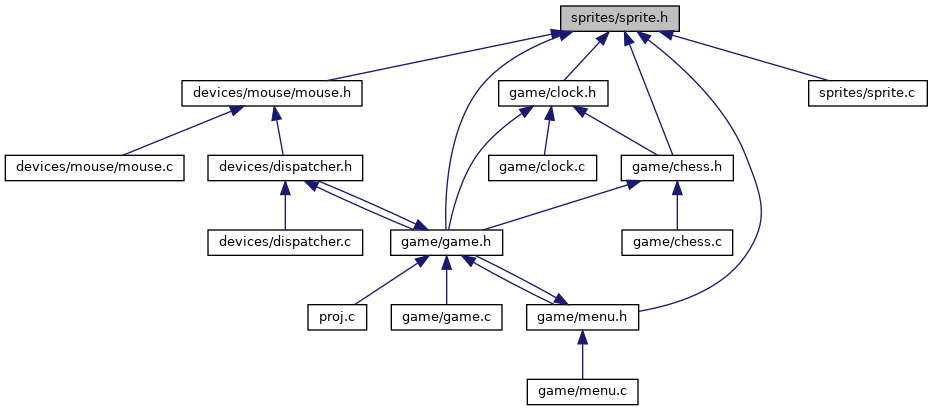 sprites/sprite.h
devices/mouse/mouse.h
game/clock.h
sprites/sprite.c
devices/mouse/mouse.c
devices/dispatcher.h
game/clock.c
game/chess.h
devices/dispatcher.c
game/game.h
game/chess.c
proj.c
game/game.c
game/menu.h
game/menu.c